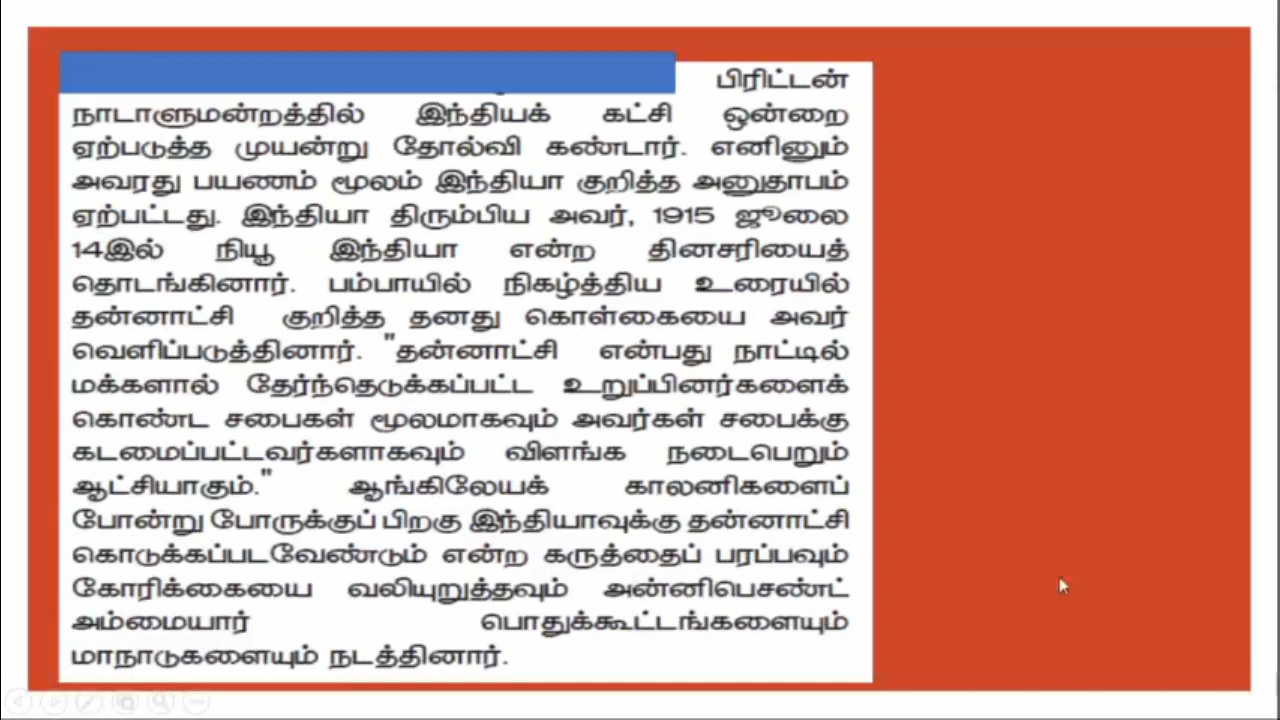 பிரிட்டன்
நாடாளுமன்றத்தில் இந்தியக் கட்சி ஒன்றை
ஏற்படுத்த முயன்று தோல்வி கண்டார். எனினும்
அவரது பயணம் மூலம் இந்தியா குறித்த அனுதாபம்
ஏற்பட்டது. இந்தியா திரும்பிய அவர், 1915 ஜூலை
14இல் நியூ இந்தியா என்ற தினசரியைத்
தொடங்கினார். பம்பாயில் நிகழ்த்திய உரையில்
தன்னாட்சி குறித்த தனது கொள்கையை அவர்
வெளிப்படுத்தினார். "தன்னாட்சி என்பது நாட்டில்
மக்களால் தேர்ந்தெடுக்கப்பட்ட உறுப்பினர்களைக்
கொண்ட சபைகள் மூலமாகவும் அவர்கள் சபைக்கு
கடமைப்பட்டவர்களாகவும் விளங்க நடைபெறும்
ஆட்சியாகும்." ஆங்கிலேயக் காலனிகளைப்
போன்று போருக்குப் பிறகு இந்தியாவுக்கு தன்னாட்சி
கொடுக்கப்படவேண்டும் என்ற கருத்தைப் பரப்பவும்
கோரிக்கையை வலியுறுத்தவும் அன்னிபெசண்ட்
அம்மையார் பொதுக்கூட்டங்களையும்
மாநாடுகளையும் நடத்தினார்.